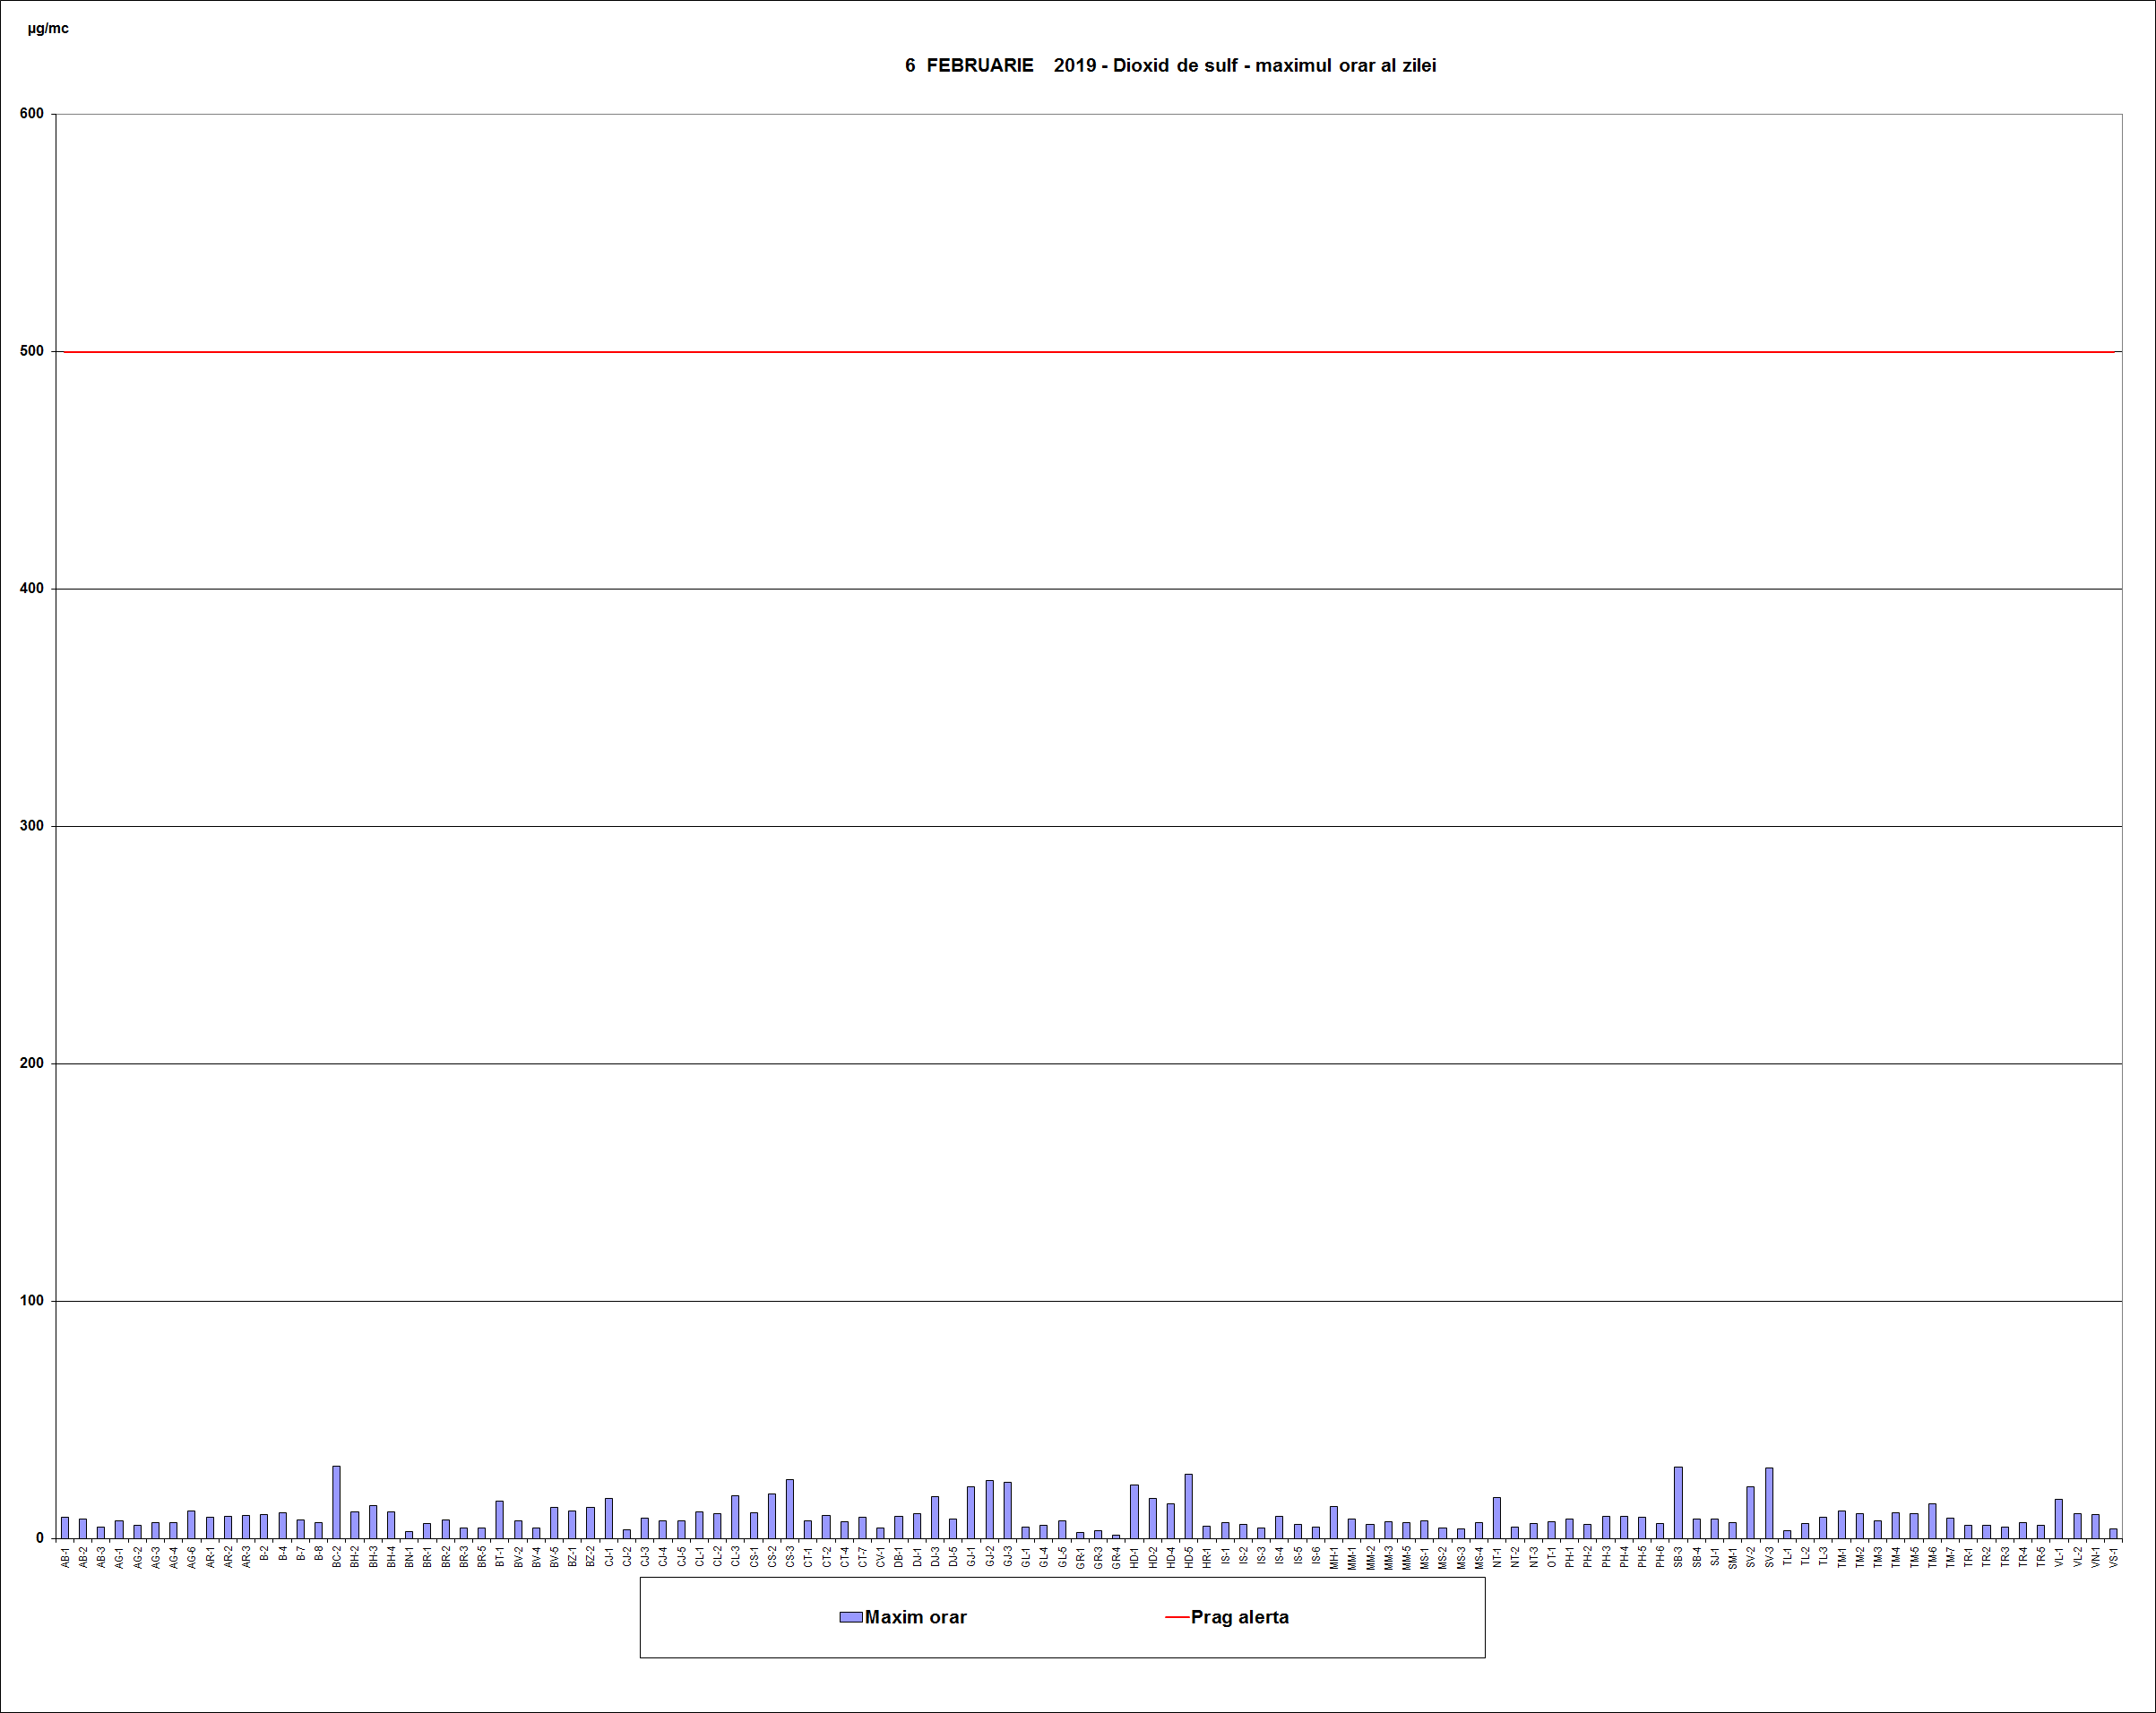 µg/mc
6 FEBRUARIE 2019 - Dioxid de sulf - maximul orar al zilei
600
500
400
300
200
100
0
AB-1 AB-2 AB-3 AG-1 AG-2 AG-3 AG-4 AG-6 AR-1 AR-2 AR-3 B-2 B-4 B-7 B-8 BC-2 BH-2 BH-3 BH-4 BN-1 BR-1 BR-2 BR-3 BR-5 BT-1 BV-2 BV-4 BV-5 BZ-1 BZ-2 CJ-1 CJ-2 CJ-3 CJ-4 CJ-5 CL-1 CL-2 CL-3 CS-1 CS-2 CS-3 CT-1 CT-2 CT-4 CT-7 CV-1 DB-1 DJ-1 DJ-3 DJ-5 GJ-1 GJ-2 GJ-3 GL-1 GL-4 GL-5 GR-1 GR-3 GR-4 HD-1 HD-2 HD-4 HD-5 HR-1 IS-1 IS-2 IS-3 IS-4 IS-5 IS-6 MH-1 MM-1 MM-2 MM-3 MM-5 MS-1 MS-2 MS-3 MS-4 NT-1 NT-2 NT-3 OT-1 PH-1 PH-2 PH-3 PH-4 PH-5 PH-6 SB-3 SB-4 SJ-1 SM-1 SV-2 SV-3 TL-1 TL-2 TL-3 TM-1 TM-2 TM-3 TM-4 TM-5 TM-6 TM-7 TR-1 TR-2 TR-3 TR-4 TR-5 VL-1 VL-2 VN-1 VS-1
Maxim orar Prag alerta